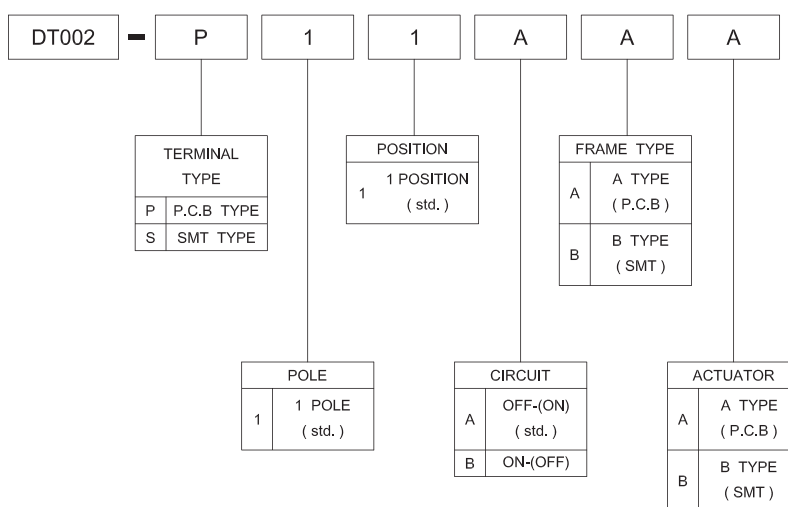 DT002 - P 1 1 A A A
TERMINAL
TYPE
P P.C.B TYPE
S SMT TYPE
POSITION
1 1 POSITION
( std. )
FRAME TYPE
A A TYPE
( P.C.B )
B B TYPE
( SMT )
POLE
1 1 POLE
( std. )
CIRCUIT
A OFF-(ON)
( std. )
B ON-(OFF)
ACTUATOR
A A TYPE
( P.C.B )
B B TYPE
( SMT )